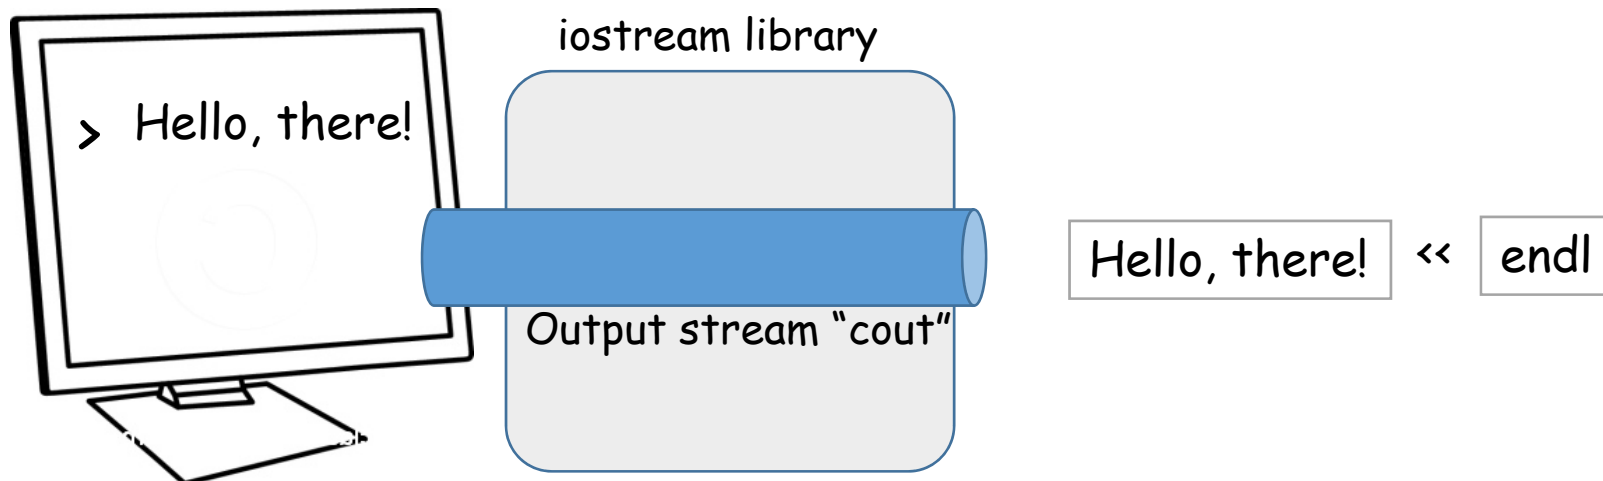 iostream library
> Hello, there!
Hello, there! << endl
Output stream “cout”